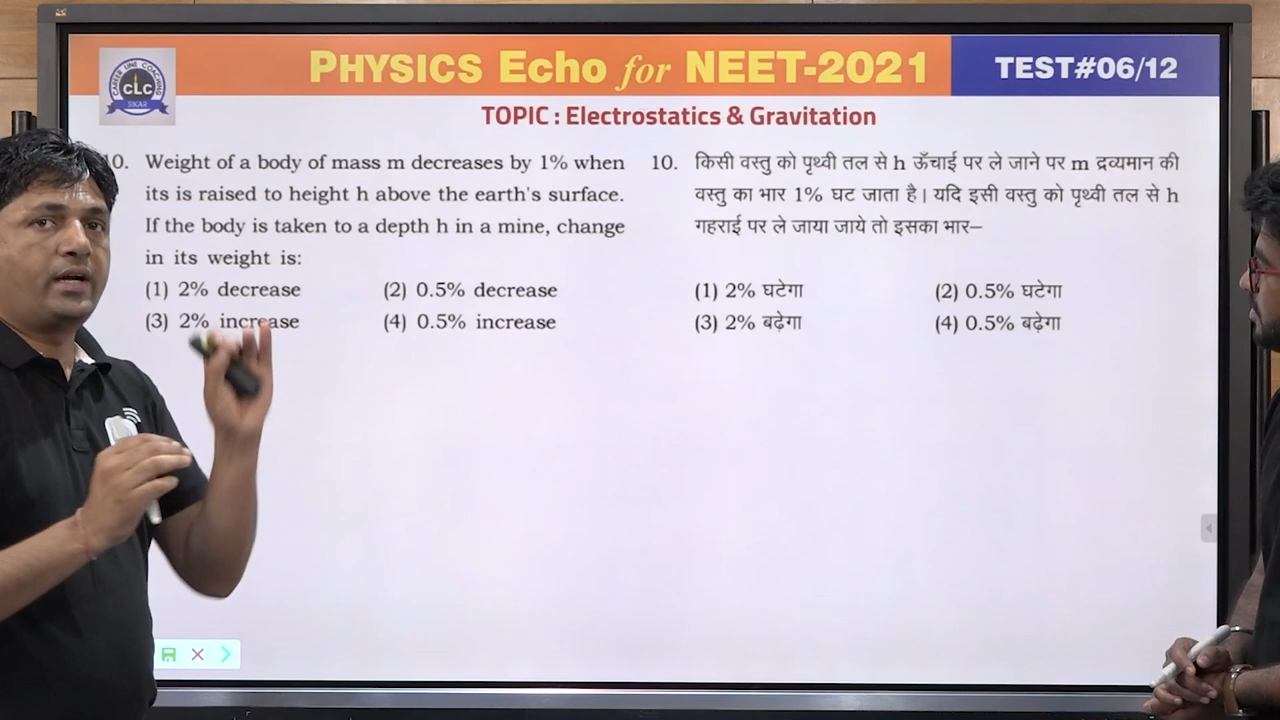 PHYSICS Echo for NEET-2021
TEST#06/12
CAREER LINE COACHING
CLC
SIKAR
TOPIC : Electrostatics & Gravitation
10. Weight of a body of mass m decreases by 1% when
its is raised to height h above the earth's surface.
If the body is taken to a depth h in a mine, change
in its weight is:
(1) 2% decrease (2) 0.5% decrease
(3) 2% increase (4) 0.5% increase
10. किसी वस्तु को पृथ्वी तल से h ऊँचाई पर ले जाने पर m द्रव्यमान की
वस्तु का भार 1% घट जाता है। यदि इसी वस्तु को पृथ्वी तल से h
गहराई पर ले जाया जाये तो इसका भार–
(1) 2% घटेगा (2) 0.5% घटेगा
(3) 2% बढ़ेगा (4) 0.5% बढ़ेगा